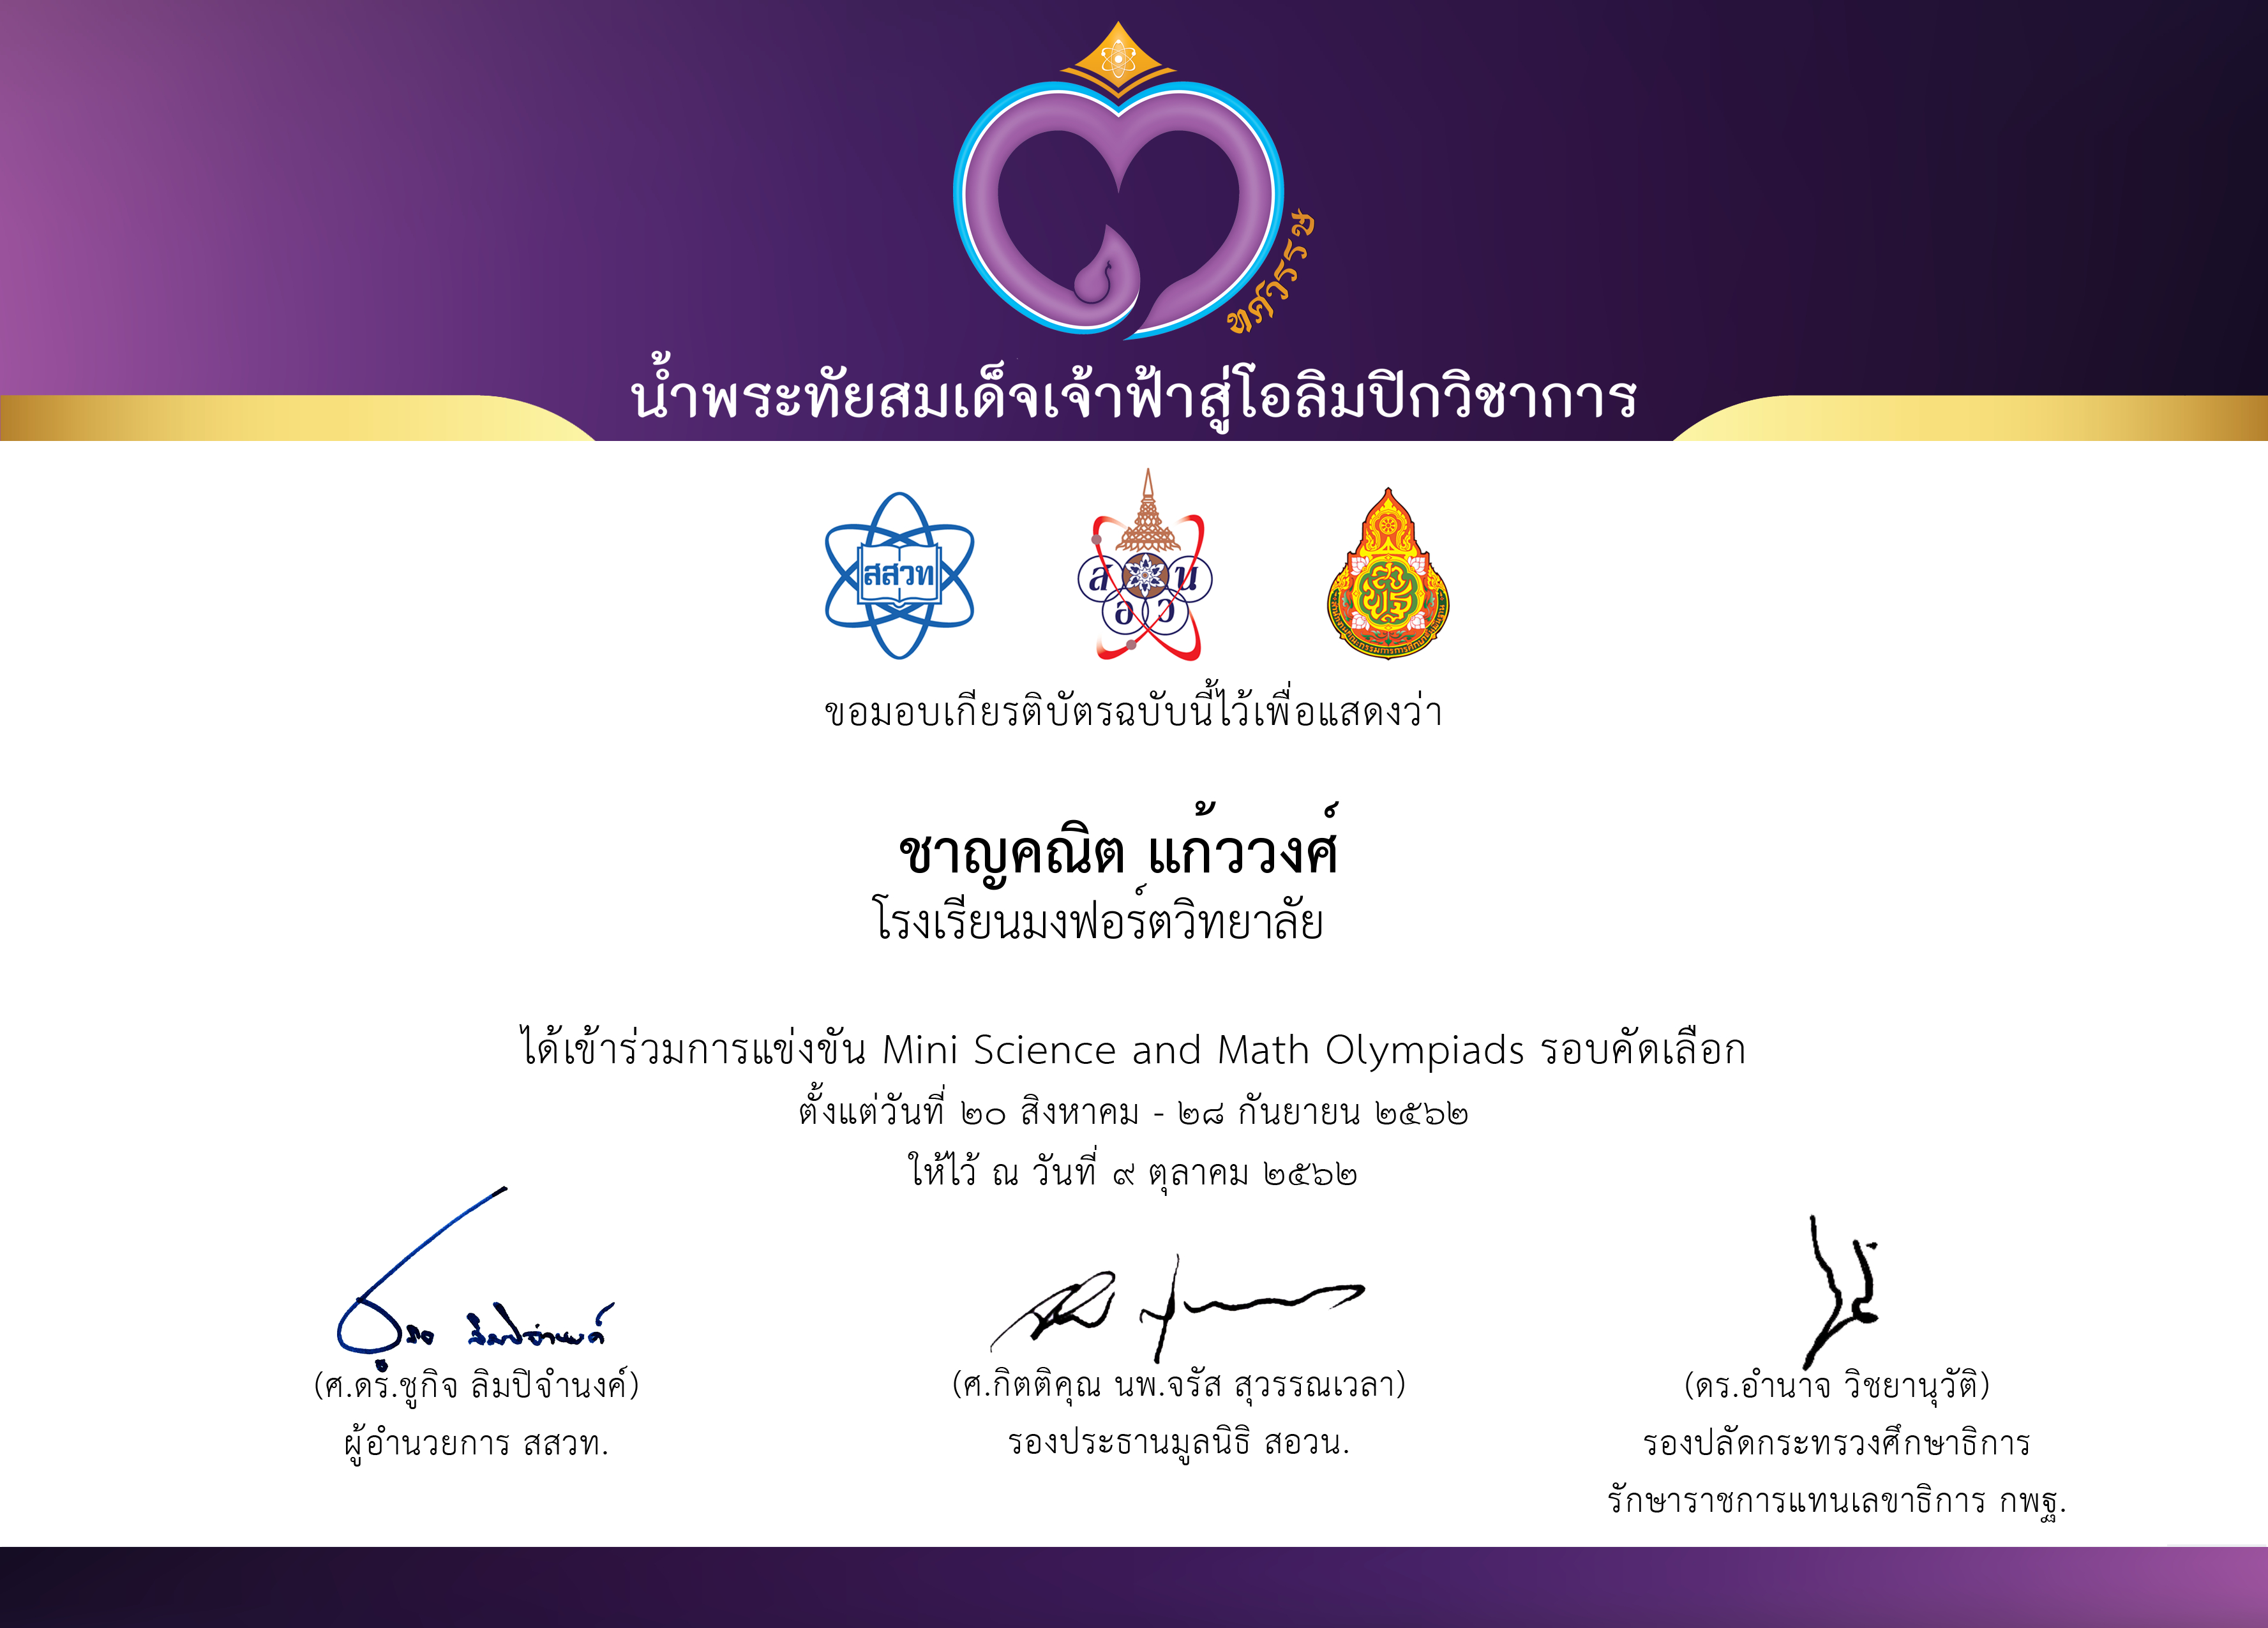 ทศวรรษ
น้ำพระทัยสมเด็จเจ้าฟ้าสู่โอลิมปิกวิชาการ
สสวท
สอวน
ขอมอบเกียรติบัตรฉบับนี้ไว้เพื่อแสดงว่า
ชาญคณิต แก้ววงศ์
โรงเรียนมงฟอร์ตวิทยาลัย
ได้เข้าร่วมการแข่งขัน Mini Science and Math Olympiads รอบคัดเลือก
ตั้งแต่วันที่ ๒๐ สิงหาคม - ๒๘ กันยายน ๒๕๖๒
ให้ไว้ ณ วันที่ ๙ ตุลาคม ๒๕๖๒
(ศ.ดร.ชูกิจ ลิมปิจำนงค์)
ผู้อำนวยการ สสวท.
(ศ.กิตติคุณ นพ.จรัส สุวรรณเวลา)
รองประธานมูลนิธิ สอวน.
(ดร.อำนาจ วิชยานุวัติ)
รองปลัดกระทรวงศึกษาธิการ
รักษาราชการแทนเลขาธิการ กพฐ.